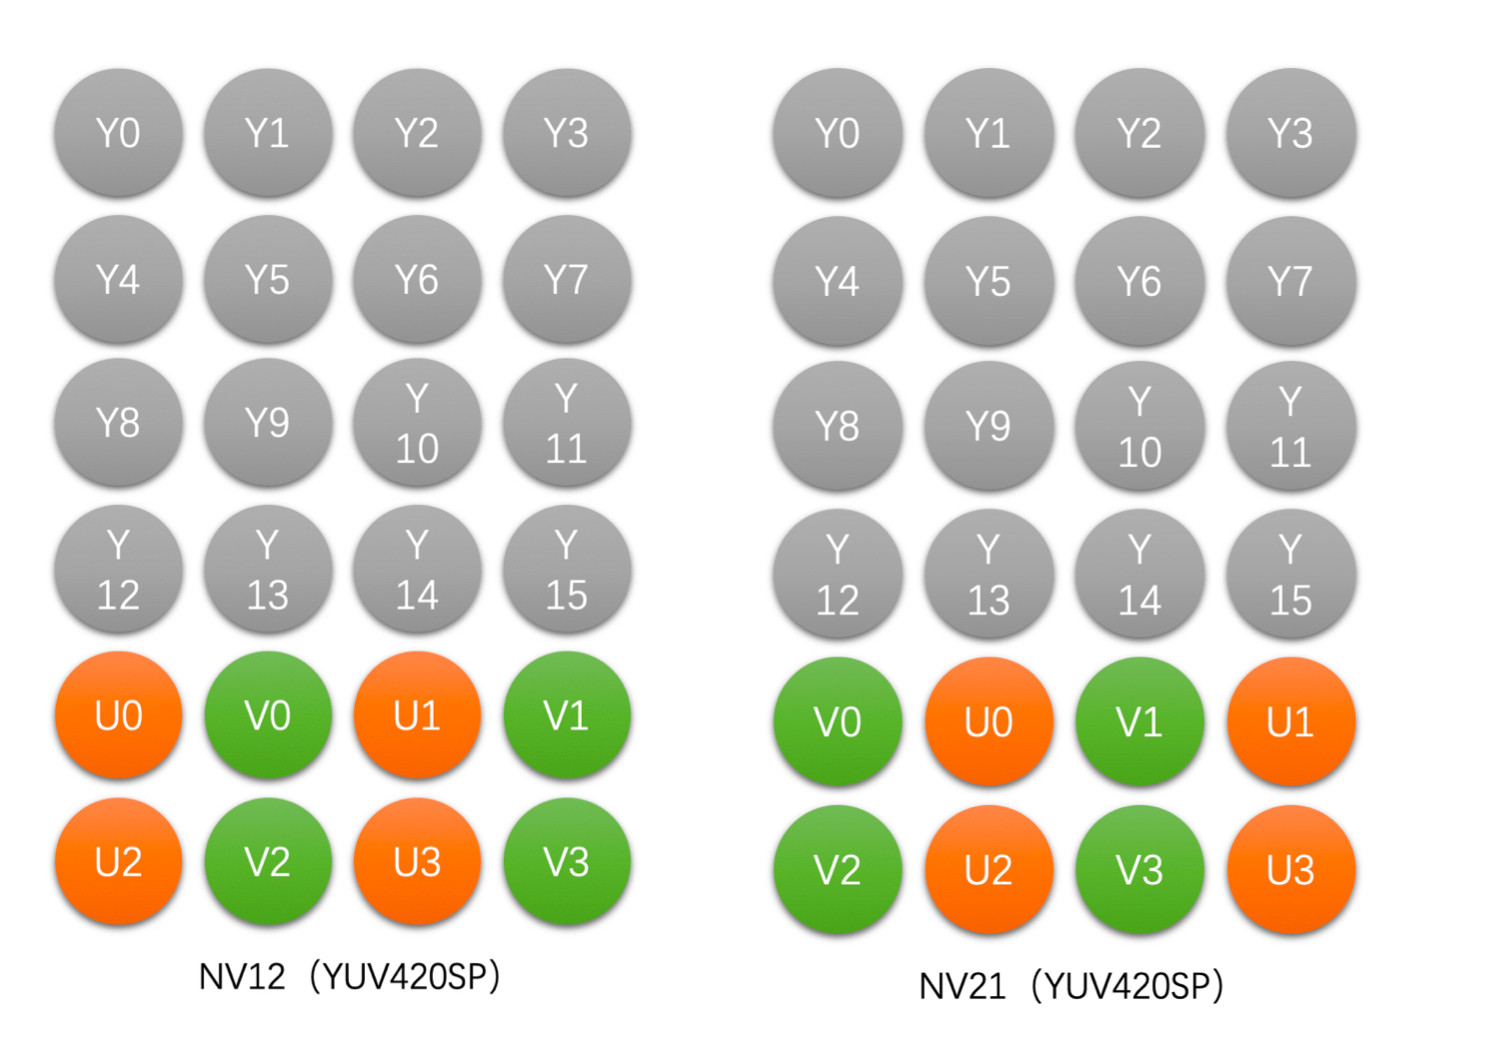 Y0 Y1 Y2 Y3
Y4 Y5 Y6 Y7
Y8 Y9 Y 10 Y 11
Y 12 Y 13 Y 14 Y 15
U0 V0 U1 V1
U2 V2 U3 V3
NV12（YUV420SP）
Y0 Y1 Y2 Y3
Y4 Y5 Y6 Y7
Y8 Y9 Y 10 Y 11
Y 12 Y 13 Y 14 Y 15
V0 U0 V1 U1
V2 U2 V3 U3
NV21（YUV420SP）